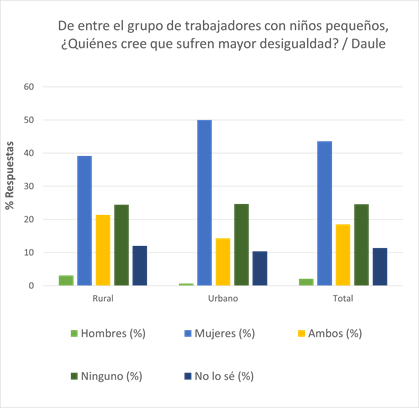 De entre el grupo de trabajadores con niños pequeños,
¿Quiénes cree que sufren mayor desigualdad? / Daule
% Respuestas
60
50
40
30
20
10
0
Rural
Urbano
Total
Hombres (%)
Mujeres (%)
Ambos (%)
Ninguno (%)
No lo sé (%)